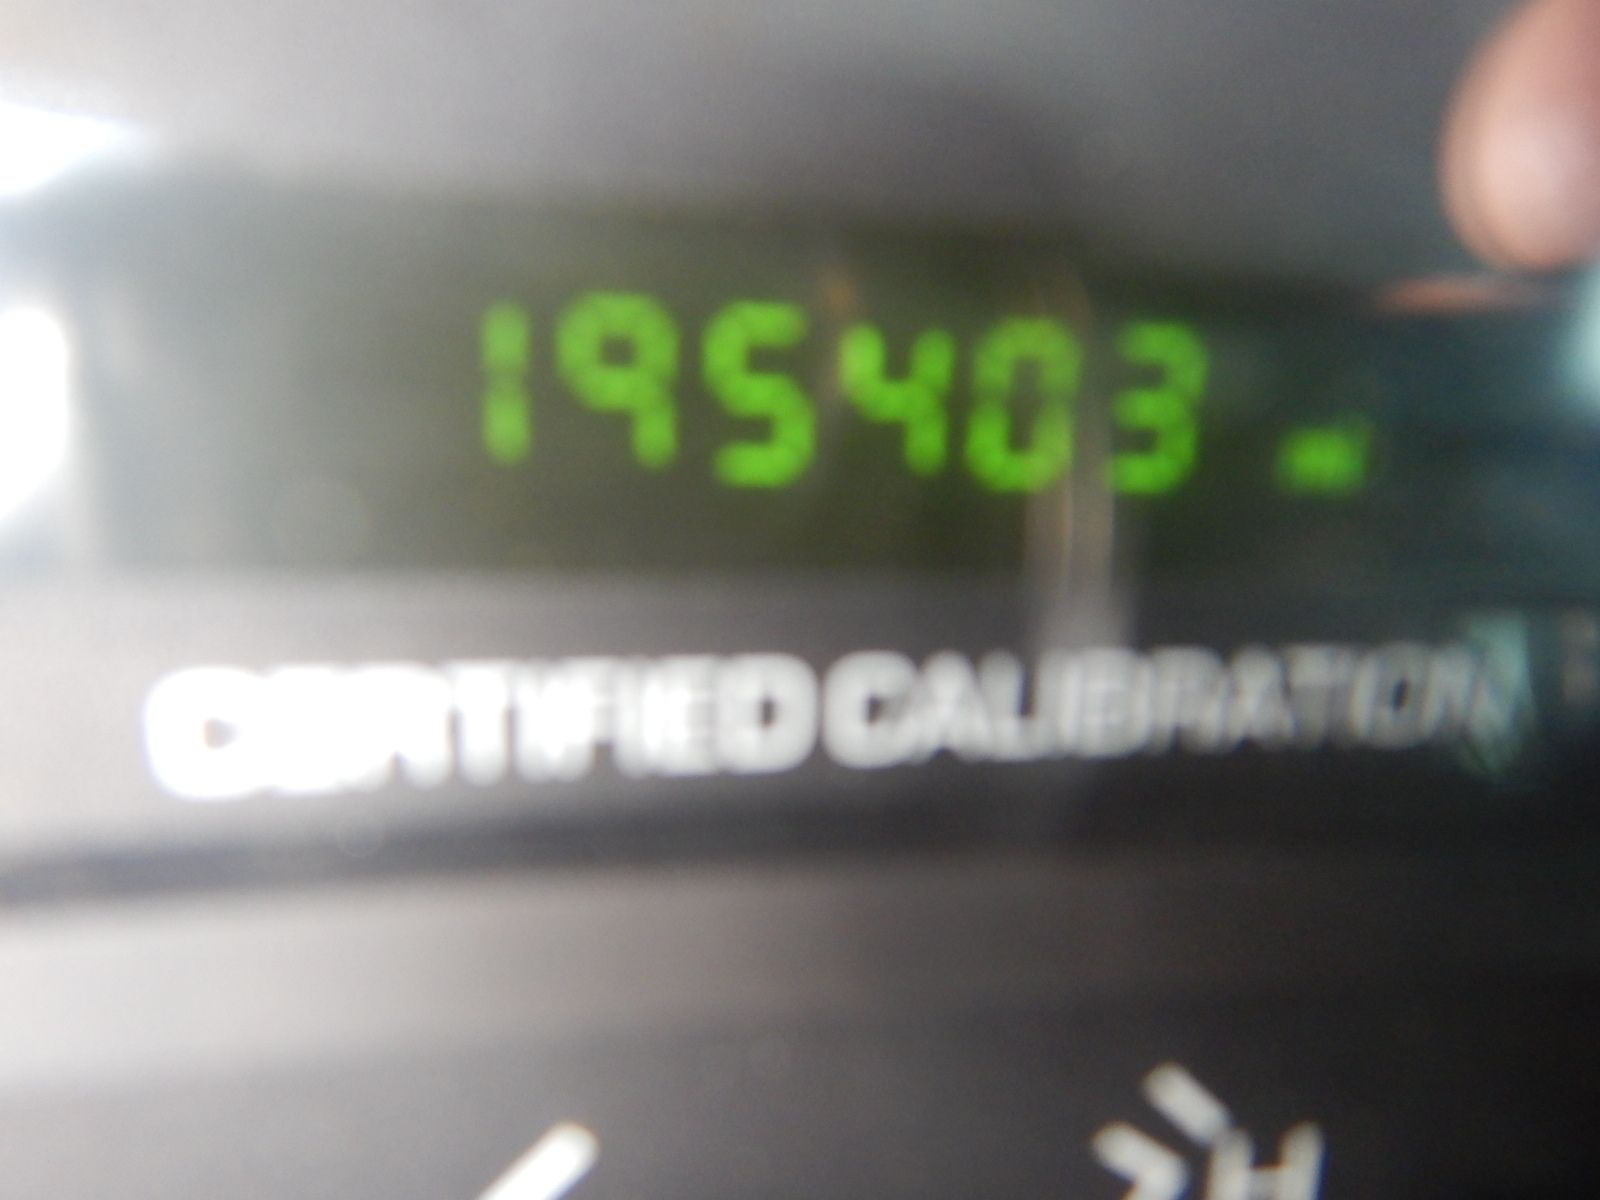 195403
CERTIFIED CALIBRATION